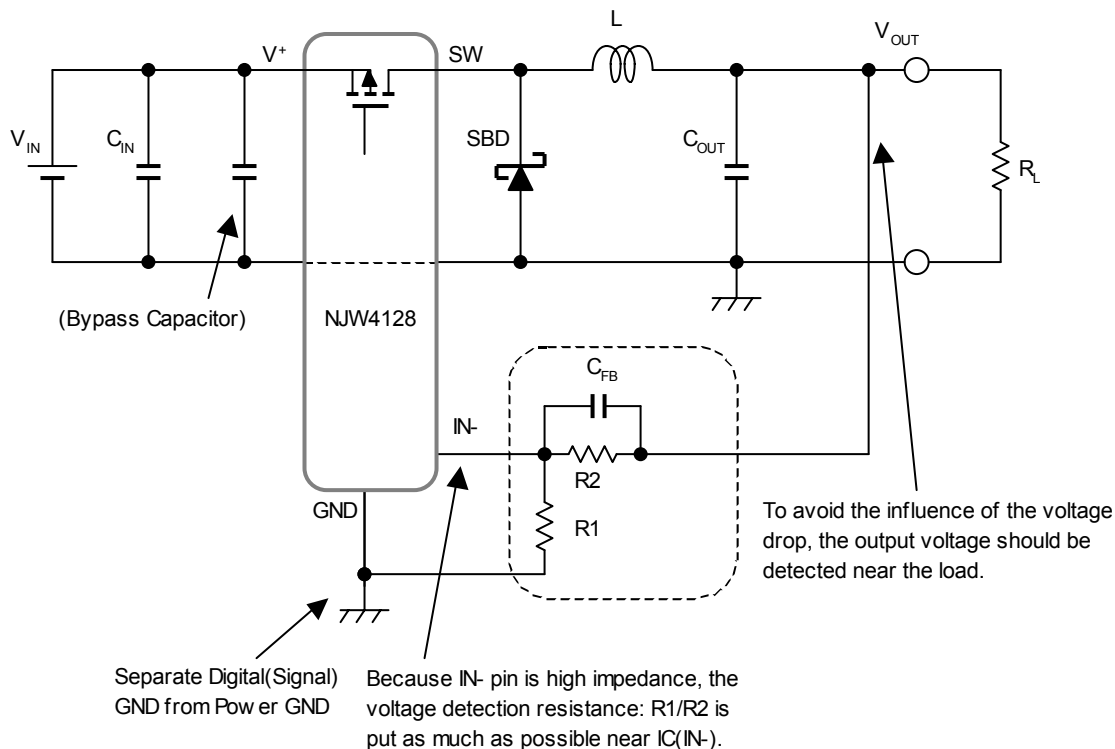 L
V+
SW
VOUT
VIN
CIN
SBD
COUT
RL
(Bypass Capacitor)
NJW4128
CFB
IN-
R2
GND
R1
To avoid the influence of the voltage
drop, the output voltage should be
detected near the load.
Separate Digital(Signal)
GND from Power GND
Because IN- pin is high impedance, the
voltage detection resistance: R1/R2 is
put as much as possible near IC(IN-).